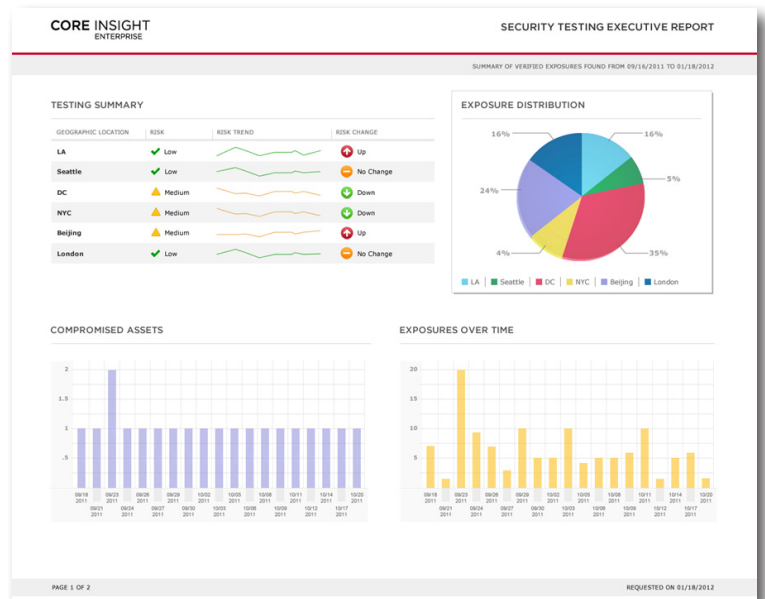 CORE INSIGHT
ENTERPRISE
SECURITY TESTING EXECUTIVE REPORT
SUMMARY OF VERIFIED EXPOSURES FOUND FROM 09/16/2011 TO 01/18/2012
TESTING SUMMARY
GEOGRAPHIC LOCATION RISK RISK TREND RISK CHANGE
LA Low Up
Seattle Low No Change
DC Medium Down
NYC Medium Down
Beijing Medium Up
London Low No Change
EXPOSURE DISTRIBUTION
16% 16%
5%
24%
4% 35%
LA Seattle DC NYC Beijing London
COMPROMISED ASSETS
2
1.5
1
.5
09/18 09/23 09/26 09/29 10/02 10/05 10/08 10/11 10/14 10/20
2011 2011 2011 2011 2011 2011 2011 2011 2011 2011
09/21 09/24 09/27 09/30 10/03 10/06 10/09 10/12 10/17
2011 2011 2011 2011 2011 2011 2011 2011 2011
EXPOSURES OVER TIME
20
15
10
5
09/18 09/23 09/26 09/29 10/02 10/05 10/08 10/11 10/14 10/20
2011 2011 2011 2011 2011 2011 2011 2011 2011 2011
09/21 09/24 09/27 09/30 10/03 10/06 10/09 10/12 10/17
2011 2011 2011 2011 2011 2011 2011 2011 2011
PAGE 1 OF 2
REQUESTED ON 01/18/2012